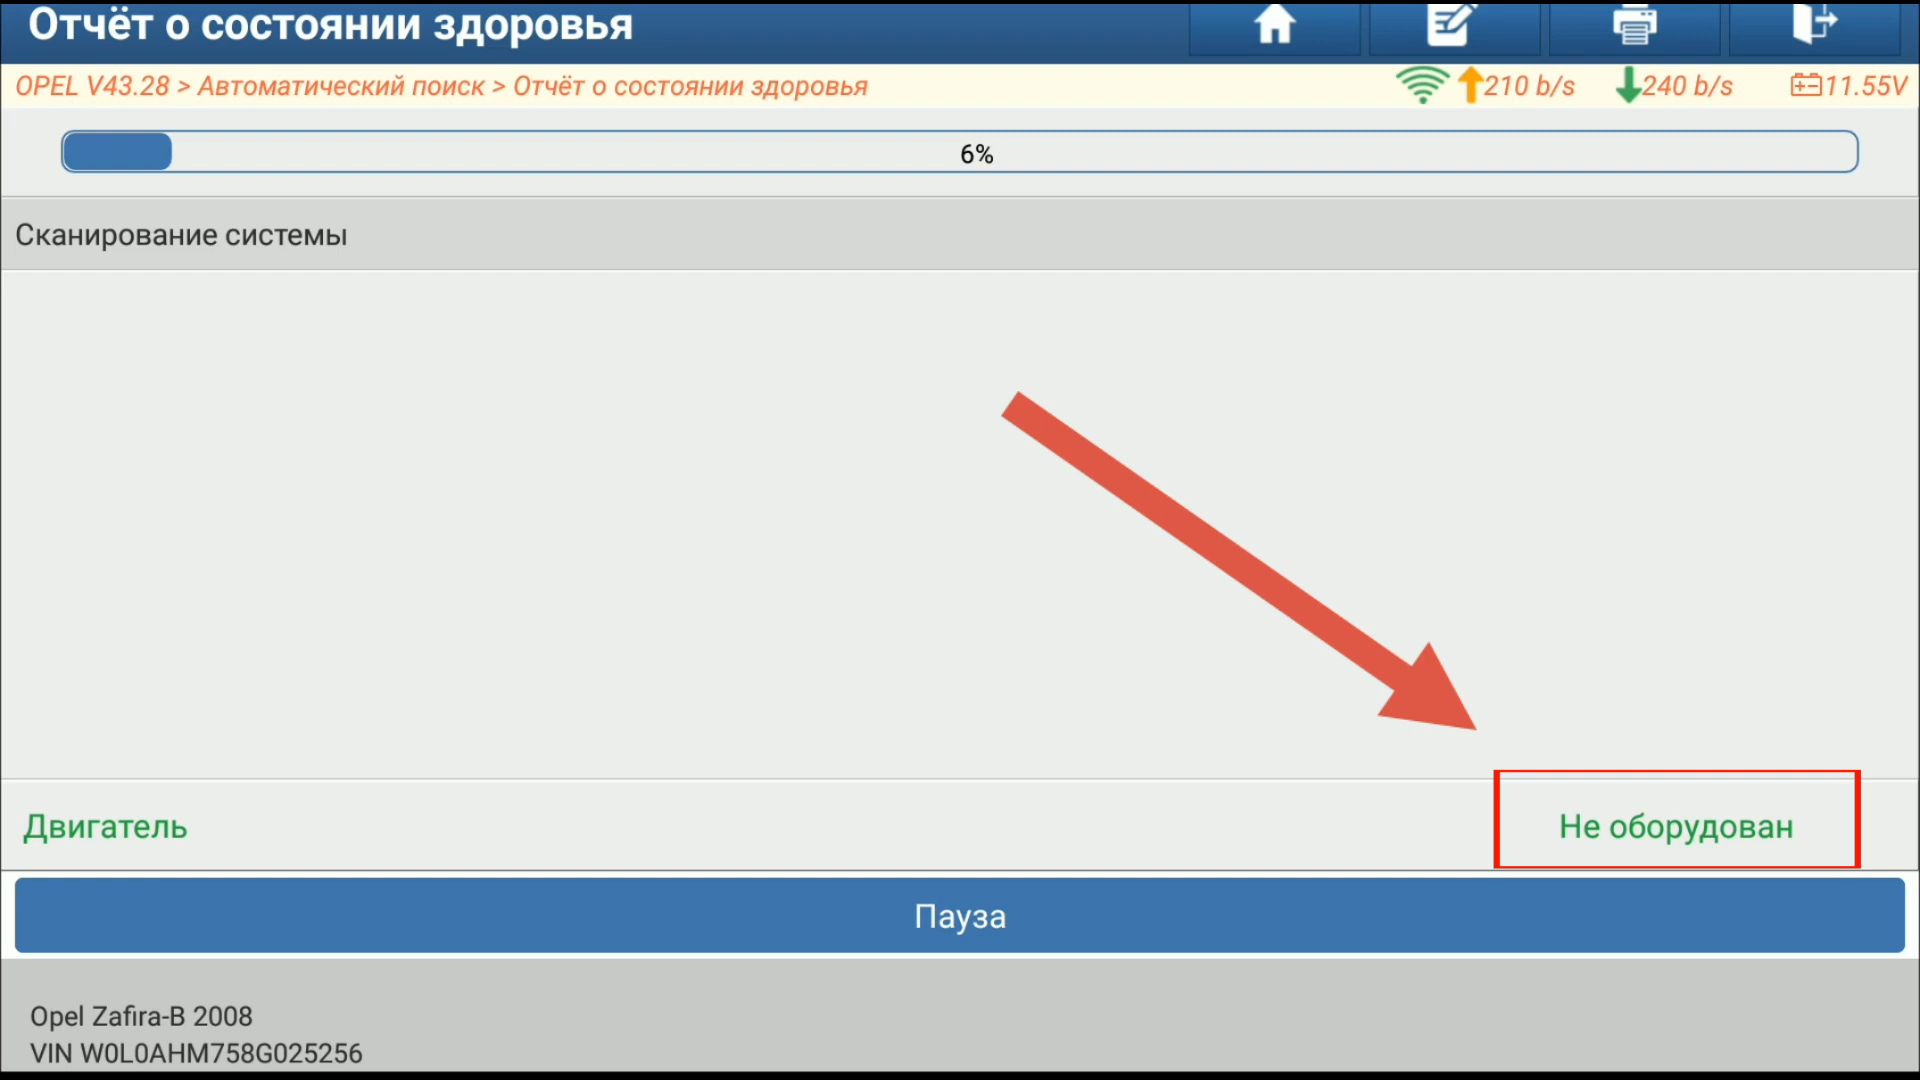 Отчёт о состоянии здоровья
OPEL V43.28 > Автоматический поиск > Отчёт о состоянии здоровья
210 b/s
240 b/s
11.55V
6%
Сканирование системы
Двигатель
Не оборудован
Пауза
Opel Zafira-B 2008
VIN W0L0AHM758G025256